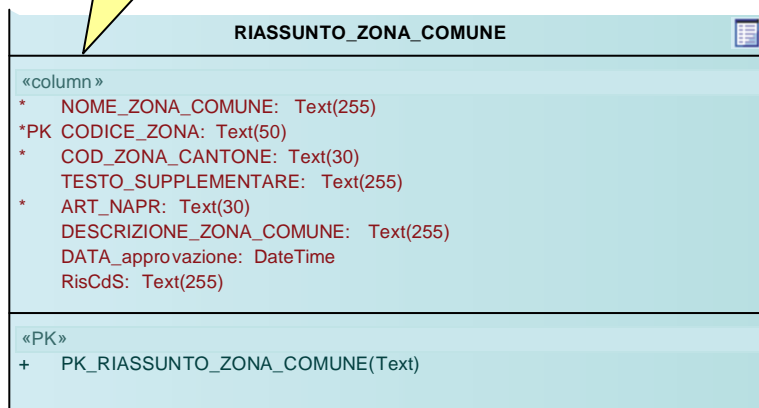 RIASSUNTO_ZONA_COMUNE
«column»
* NOME_ZONA_COMUNE: Text(255)
*PK CODICE_ZONA: Text(50)
* COD_ZONA_CANTONE: Text(30)
TESTO_SUPPLEMENTARE: Text(255)
* ART_NAPR: Text(30)
DESCRIZIONE_ZONA_COMUNE: Text(255)
DATA_approvazione: DateTime
RisCdS: Text(255)
«PK»
+ PK_RIASSUNTO_ZONA_COMUNE(Text)